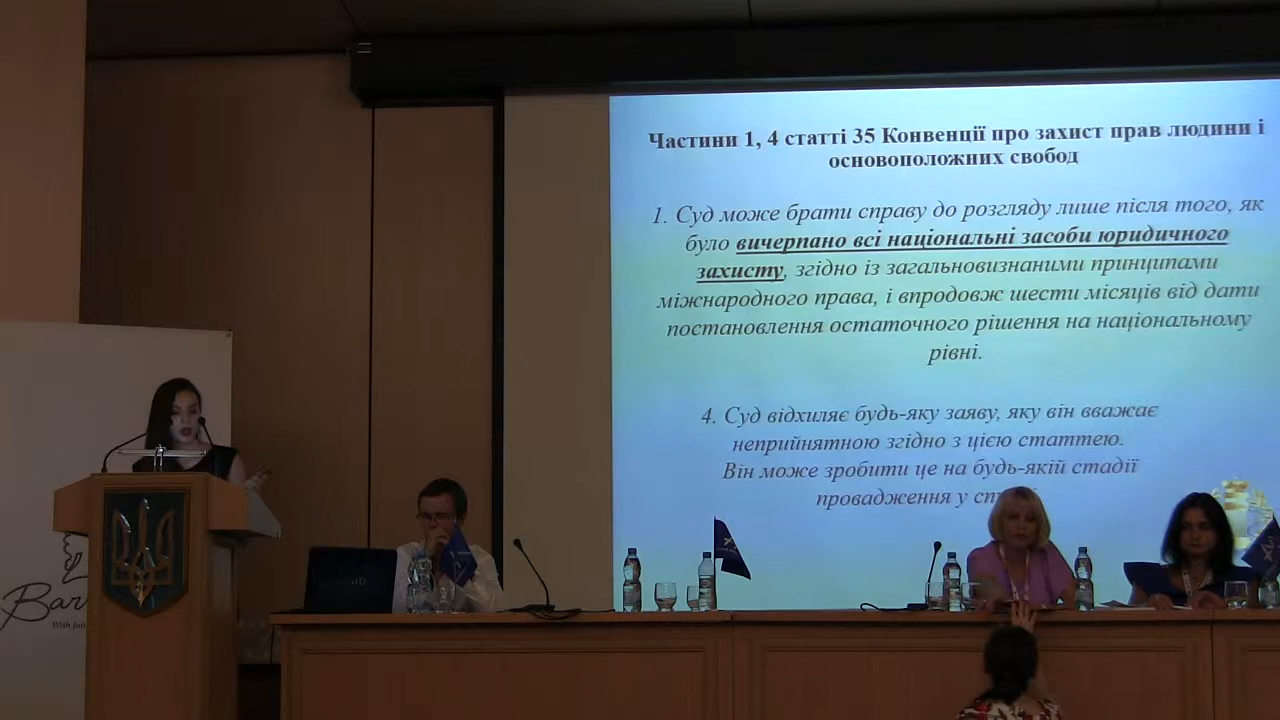 Частини 1, 4 статті 35 Конвенції про захист прав людини і
основоположних свобод
1. Суд може брати справу до розгляду лише після того, як
було вичерпано всі національні засоби юридичного
захисту, згідно із загальновизнаними принципами
міжнародного права, і впродовж шести місяців від дати
постановлення остаточного рішення на національному
рівні.
4. Суд відхиляє будь-яку заяву, яку він вважає
неприйнятною згідно з цією статтею.
Він може зробити це на будь-якій стадії
провадження у
Bar
With